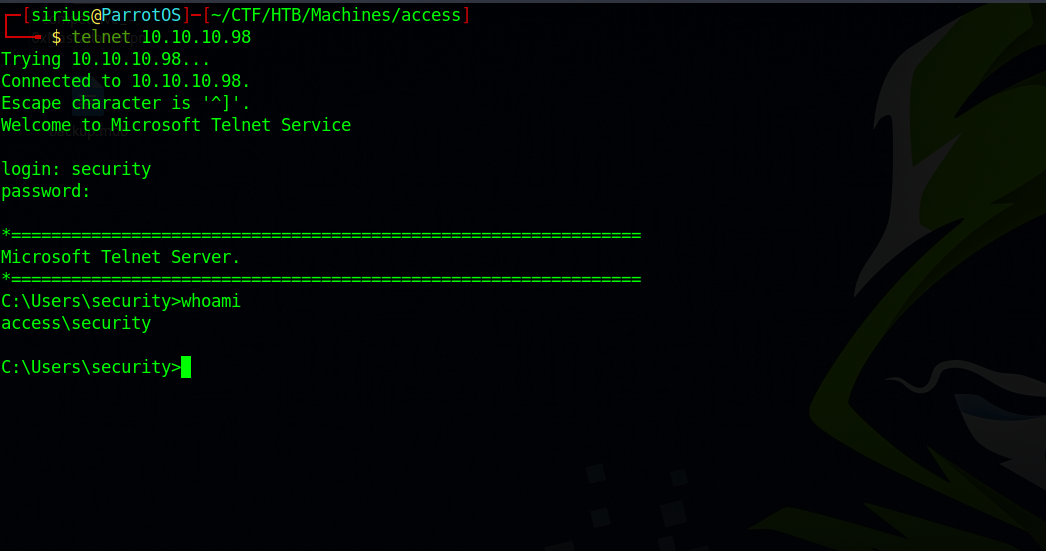 [sirius@ParrotOS]─[~/CTF/HTB/Machines/access]
$ telnet 10.10.10.98
Trying 10.10.10.98...
Connected to 10.10.10.98.
Escape character is '^]'.
Welcome to Microsoft Telnet Service
login: security
password:
*===============================================================
Microsoft Telnet Server.
*===============================================================
C:\Users\security>whoami
access\security
C:\Users\security>